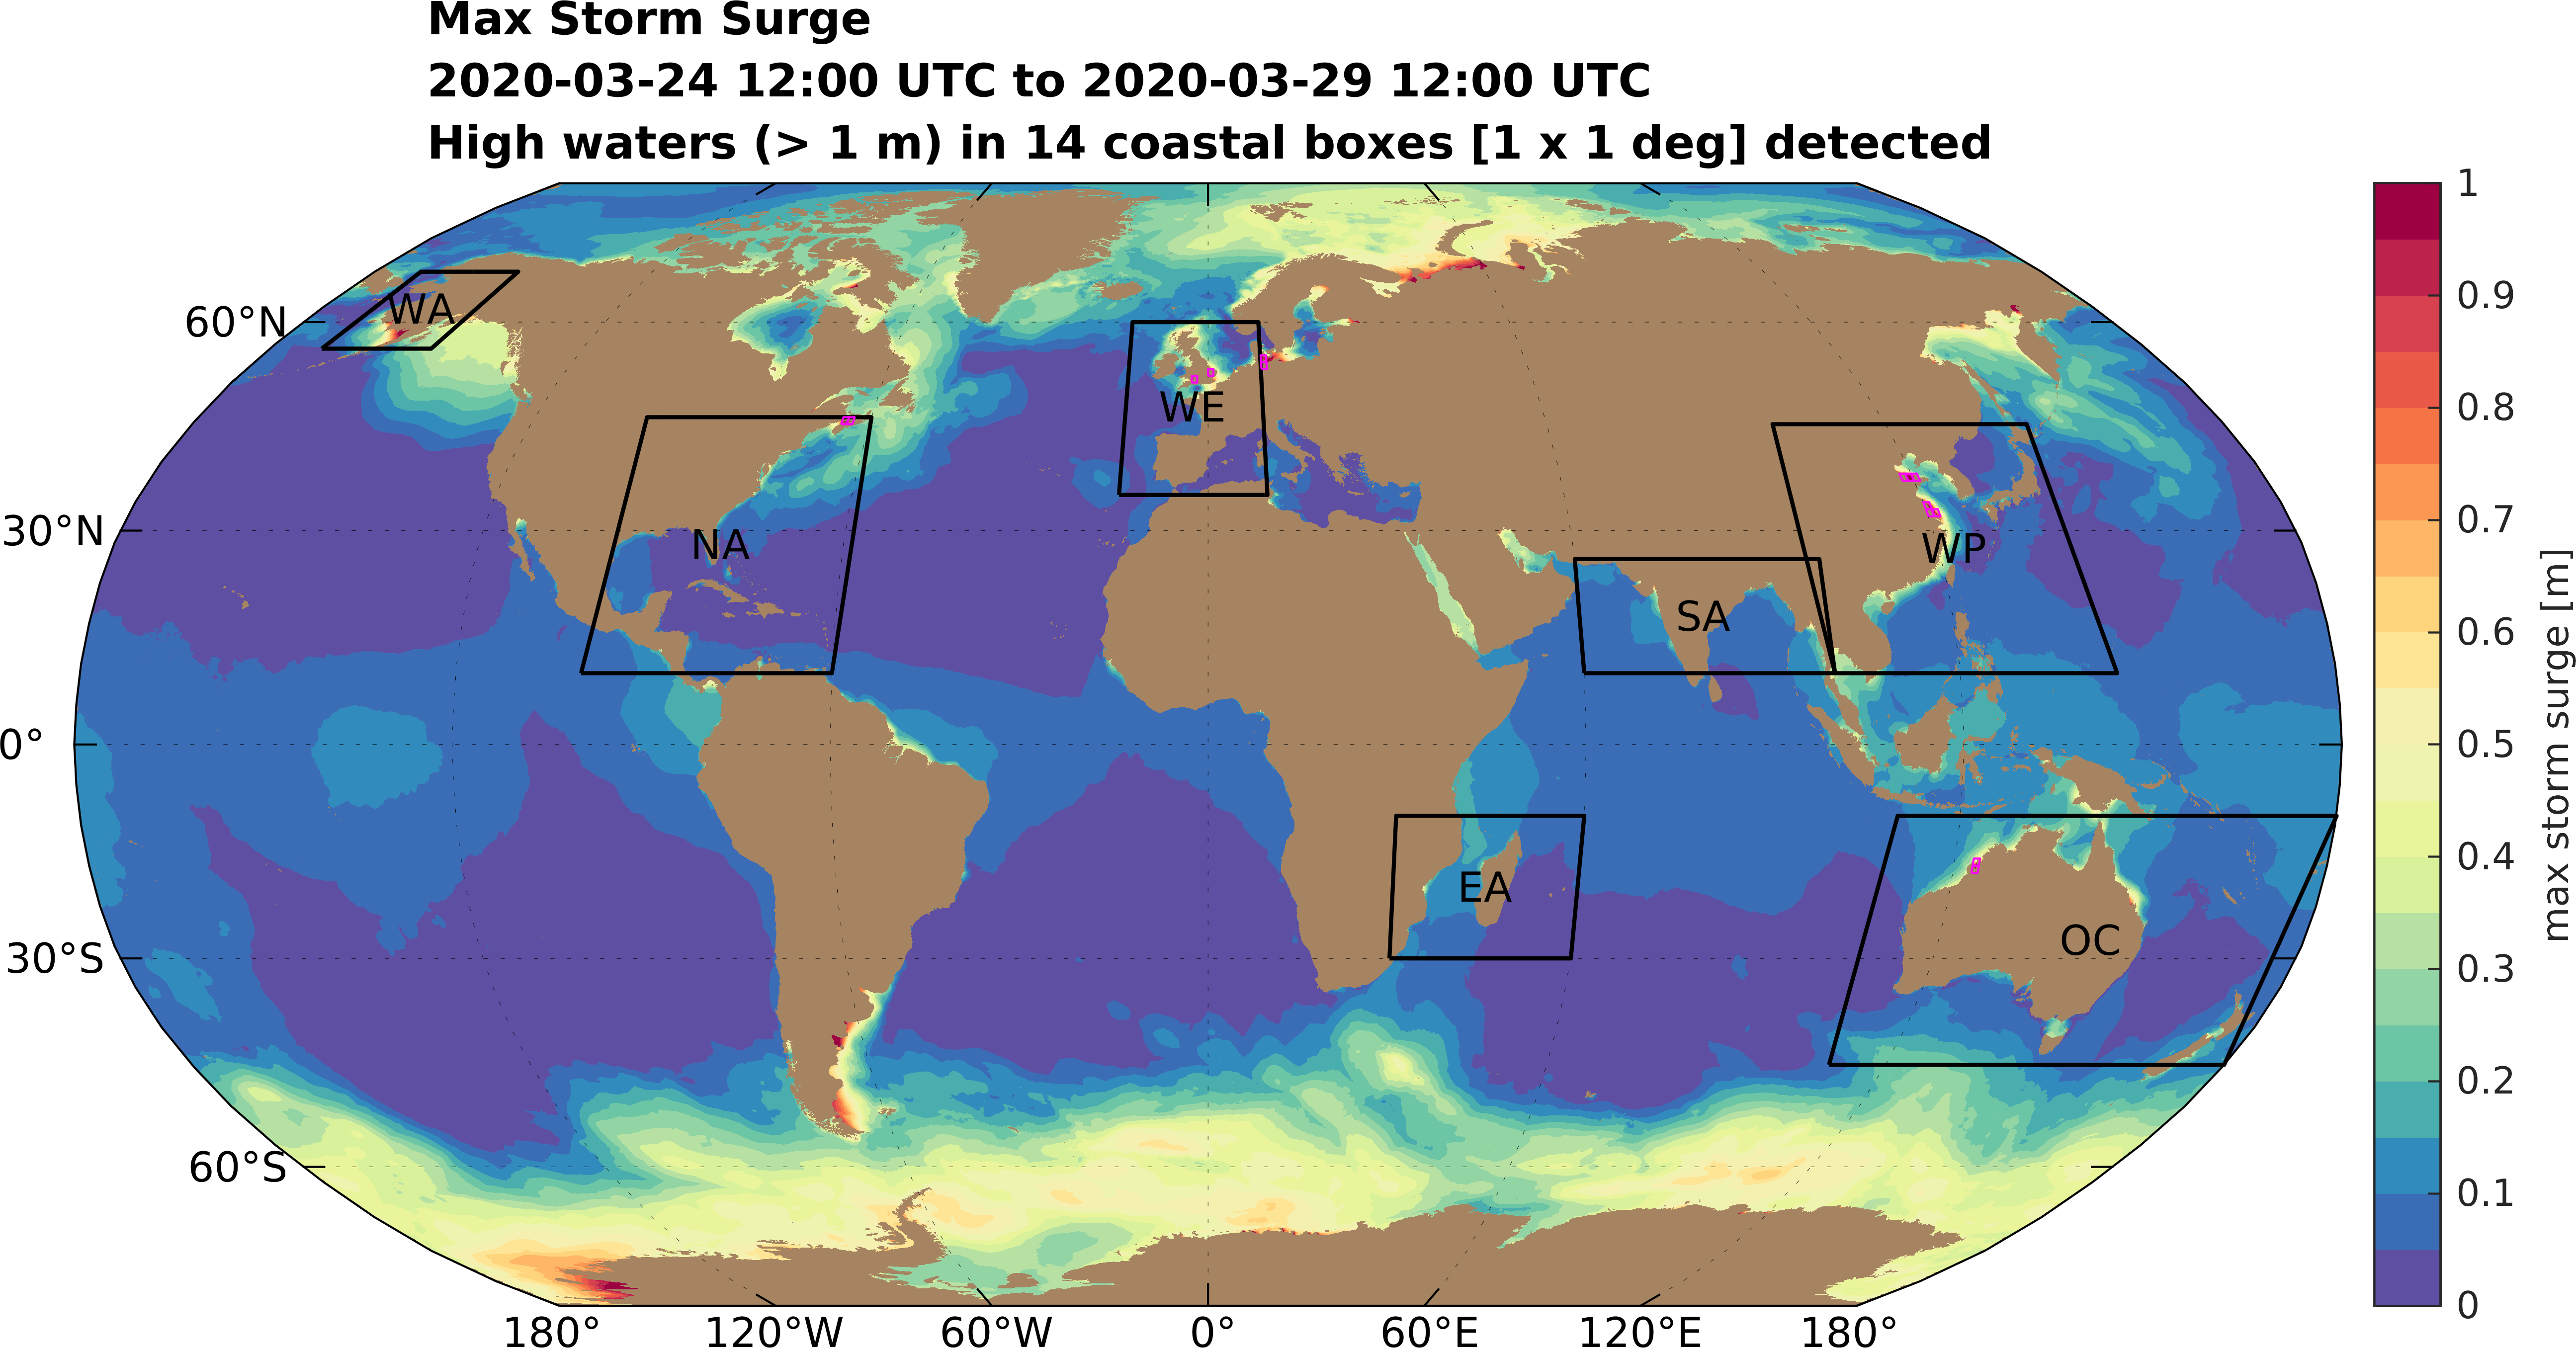 Max Storm Surge
2020-03-24 12:00 UTC to 2020-03-29 12:00 UTC
High waters (> 1 m) in 14 coastal boxes [1 x 1 deg] detected
60°N
30°N
0°
30°S
60°S
WA
NA
WE
SA
WP
EA
OC
180°
120°W
60°W
0°
60°E
120°E
180°
1
0.9
0.8
0.7
0.6
0.5
0.4
0.3
0.2
0.1
0
max storm surge [m]